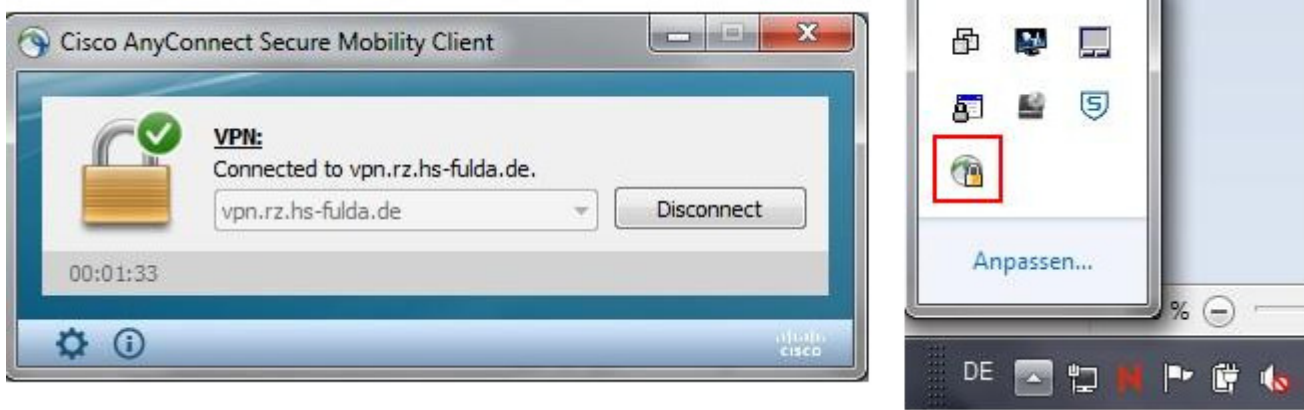 Cisco AnyConnect Secure Mobility Client
VPN:
Connected to vpn.rz.hs-fulda.de.
vpn.rz.hs-fulda.de
Disconnect
00:01:33
CISCO
Anpassen...
%
DE